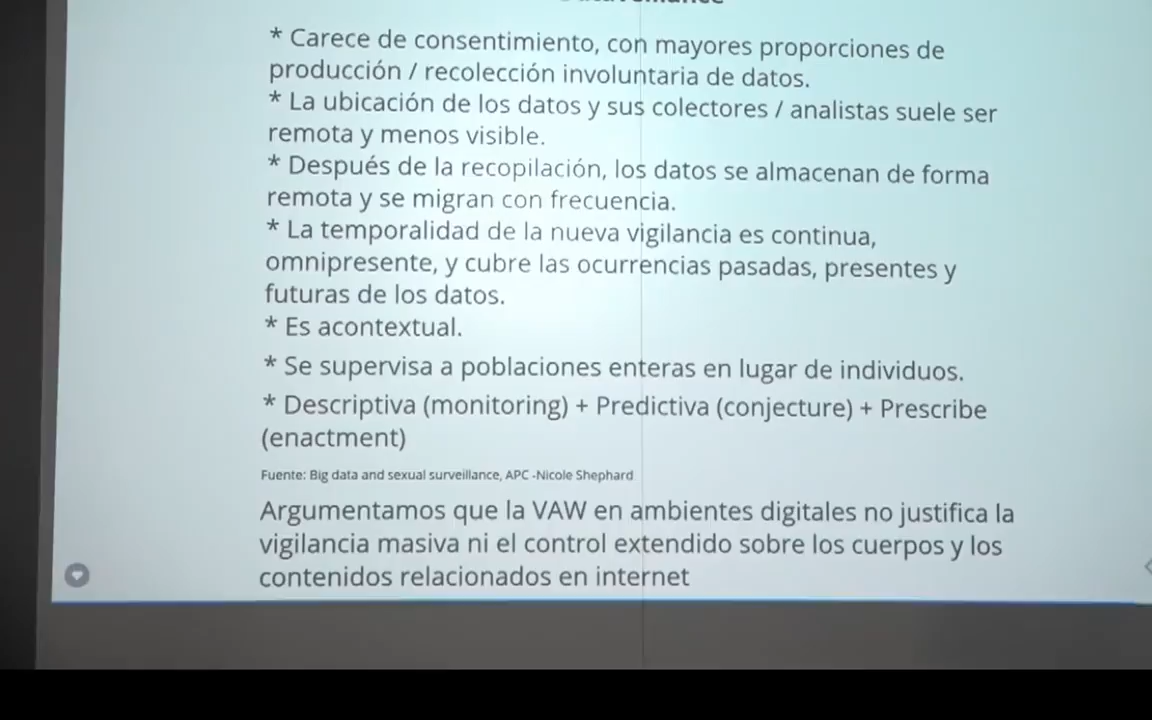 * Carece de consentimiento, con mayores proporciones de
producción / recolección involuntaria de datos.
* La ubicación de los datos y sus colectores / analistas suele ser
remota y menos visible.
* Después de la recopilación, los datos se almacenan de forma
remota y se migran con frecuencia.
* La temporalidad de la nueva vigilancia es continua,
omnipresente, y cubre las ocurrencias pasadas, presentes y
futuras de los datos.
* Es acontextual.
* Se supervisa a poblaciones enteras en lugar de individuos.
* Descriptiva (monitoring) + Predictiva (conjecture) + Prescribe
(enactment)
Fuente: Big data and sexual surveillance, APC -Nicole Shephard
Argumentamos que la VAW en ambientes digitales no justifica la
vigilancia masiva ni el control extendido sobre los cuerpos y los
contenidos relacionados en internet